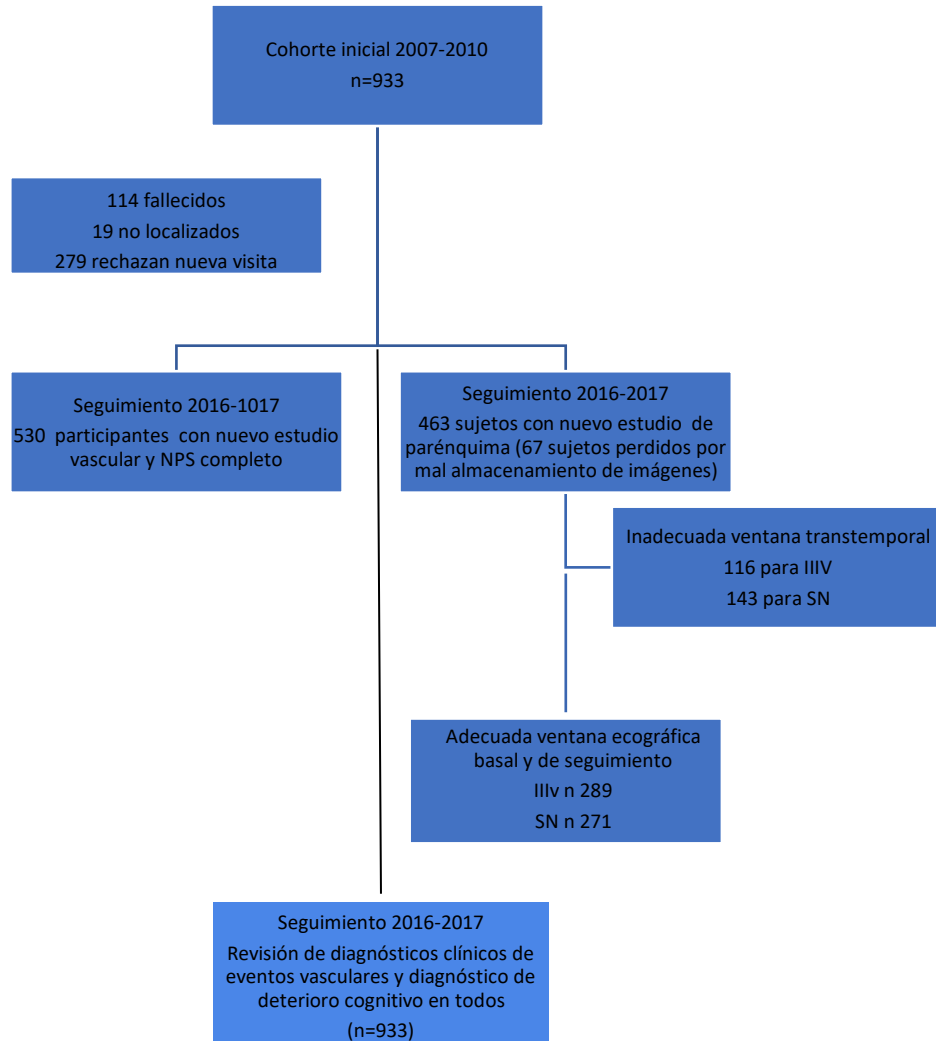 Cohorte inicial 2007-2010
n=933
114 fallecidos
19 no localizados
279 rechazan nueva visita
Seguimiento 2016-1017
530 participantes con nuevo estudio
vascular y NPS completo
Seguimiento 2016-2017
463 sujetos con nuevo estudio de
parénquima (67 sujetos perdidos por
mal almacenamiento de imágenes)
Inadecuada ventana transtemporal
116 para IIIV
143 para SN
Adecuada ventana ecográfica
basal y de seguimiento
IIIv n 289
SN n 271
Seguimiento 2016-2017
Revisión de diagnósticos clínicos de
eventos vasculares y diagnóstico de
deterioro cognitivo en todos
(n=933)